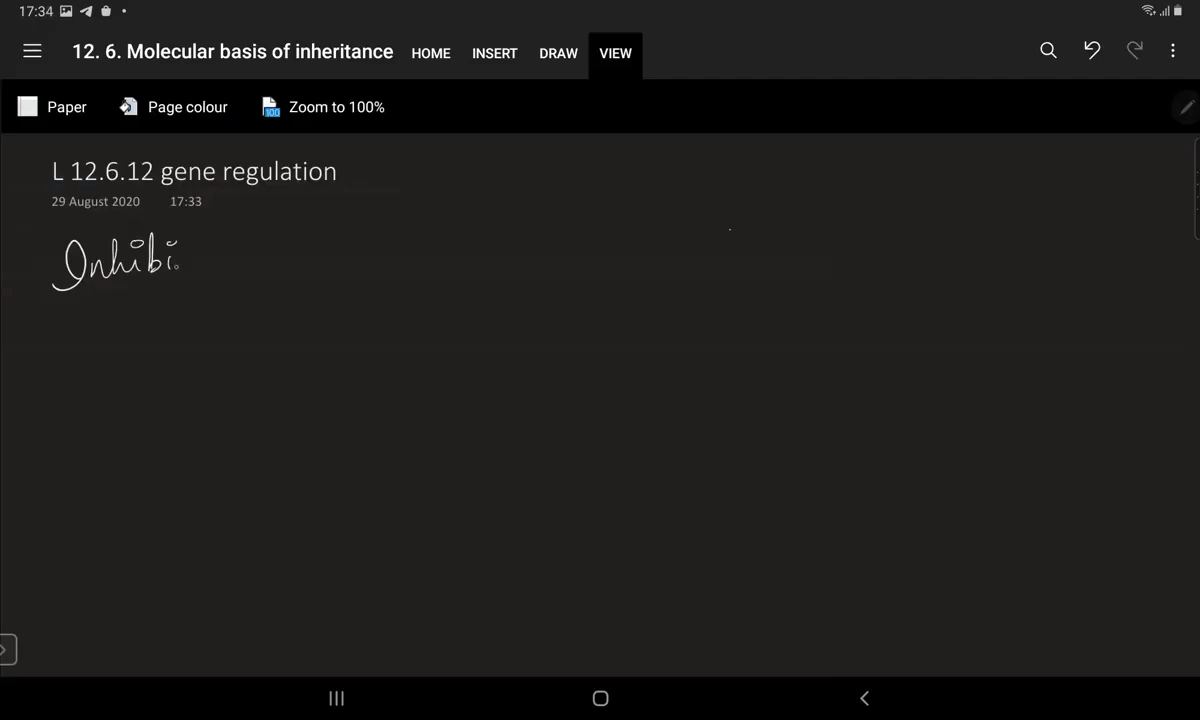 17:34
12. 6. Molecular basis of inheritance HOME INSERT DRAW VIEW
Paper Page colour 100 Zoom to 100%
L 12.6.12 gene regulation
29 August 2020 17:33
Inhibi